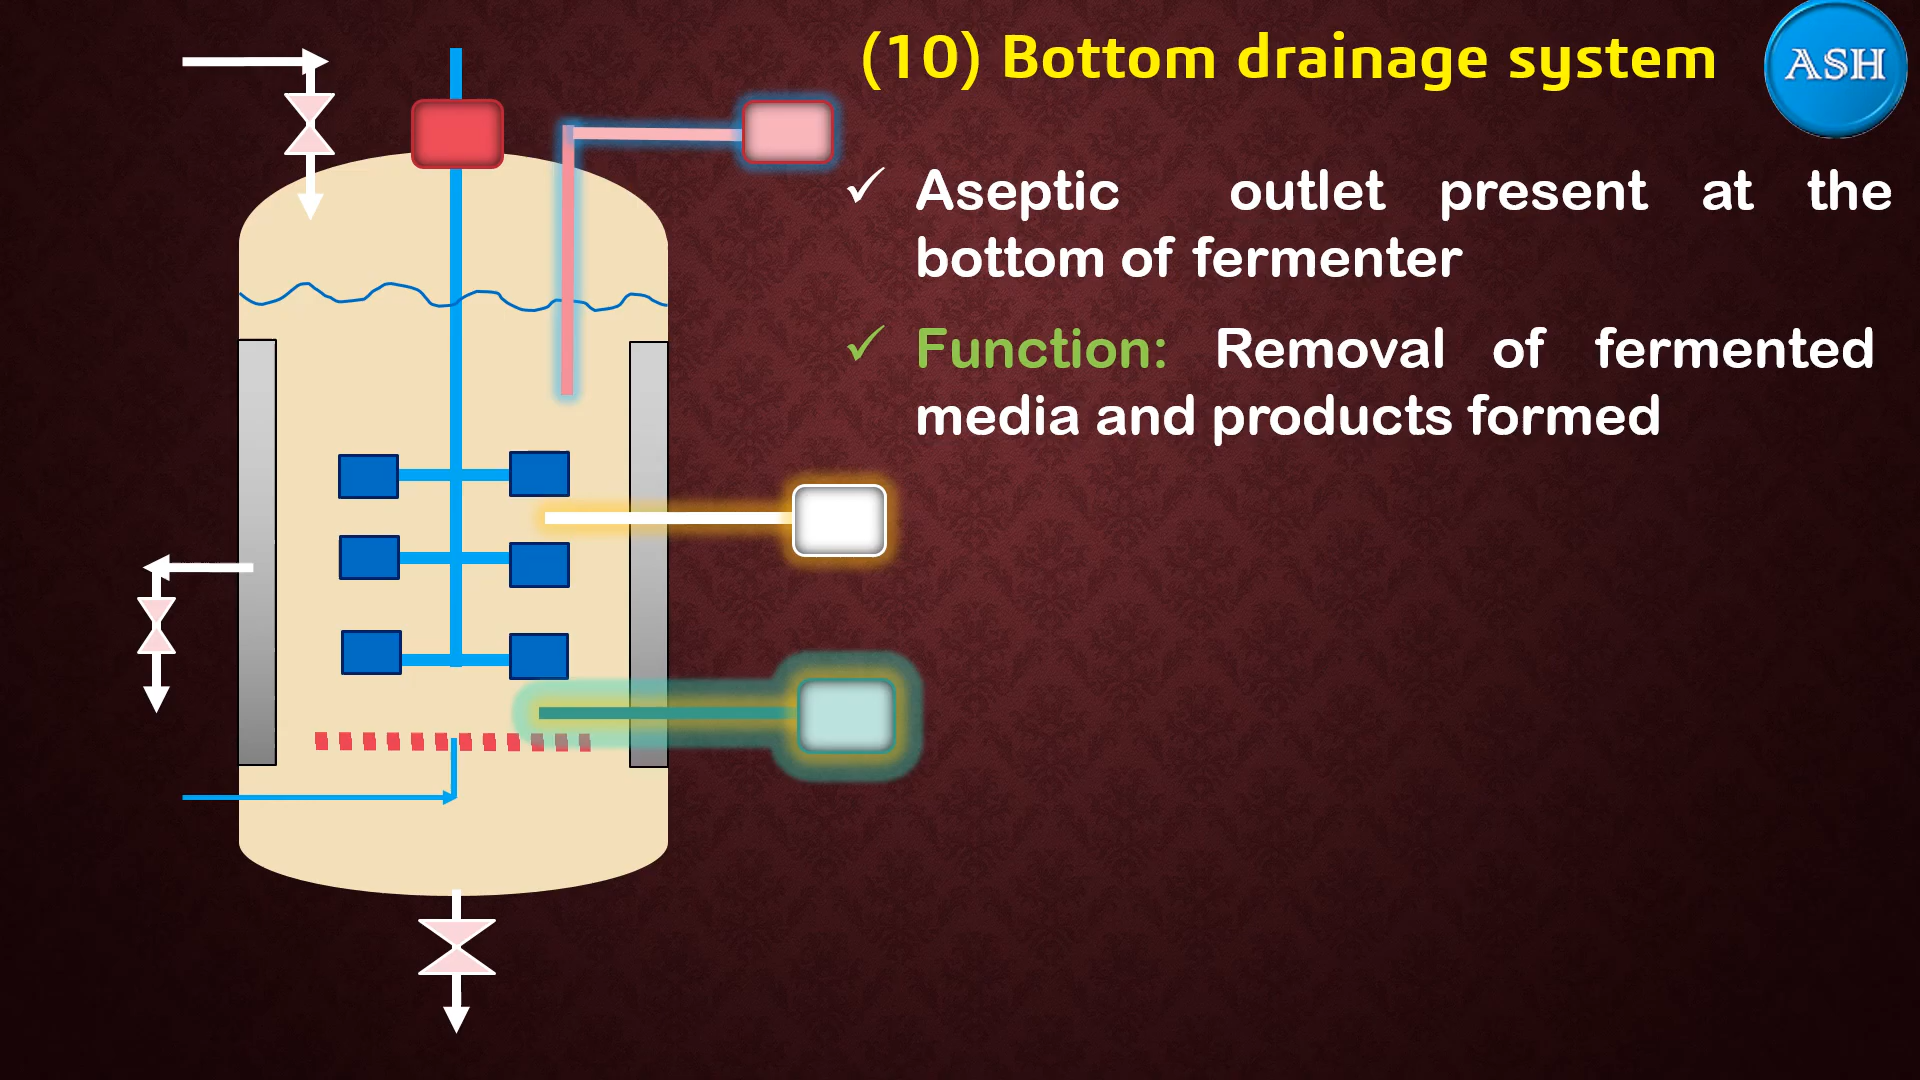 (10) Bottom drainage system
ASH
✓ Aseptic outlet present at the
bottom of fermenter
✓ Function: Removal of fermented
media and products formed